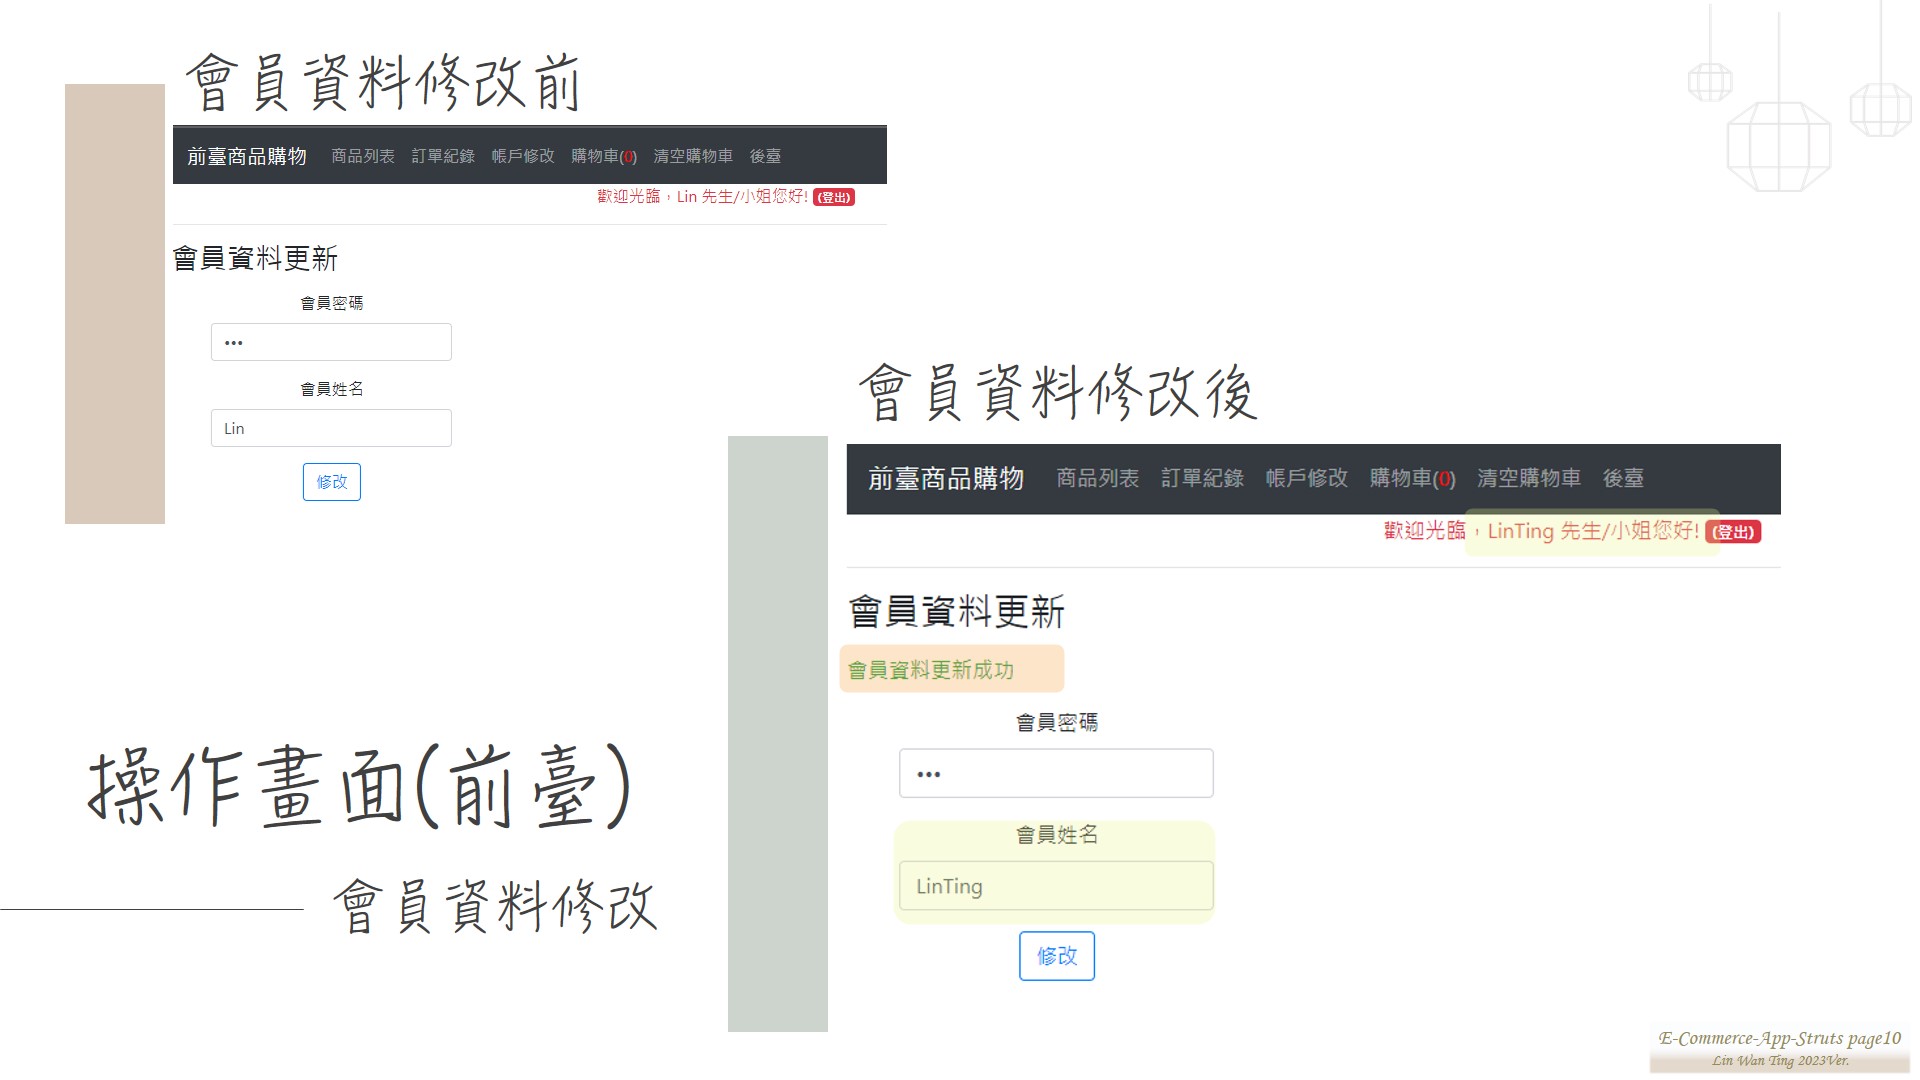 會員資料修改前
前臺商品購物 商品列表 訂單紀錄 帳戶修改 購物車(0) 清空購物車 後臺
歡迎光臨,Lin 先生/小姐您好! (登出)
會員資料更新
會員密碼
•••
會員姓名
Lin
修改
會員資料修改後
前臺商品購物 商品列表 訂單紀錄 帳戶修改 購物車(0) 清空購物車 後臺
歡迎光臨,LinTing 先生/小姐您好! (登出)
會員資料更新
會員資料更新成功
會員密碼
•••
會員姓名
LinTing
修改
操作畫面(前臺)
會員資料修改
E-Commerce-App-Struts page10
Lin Wan Ting 2023Ver.